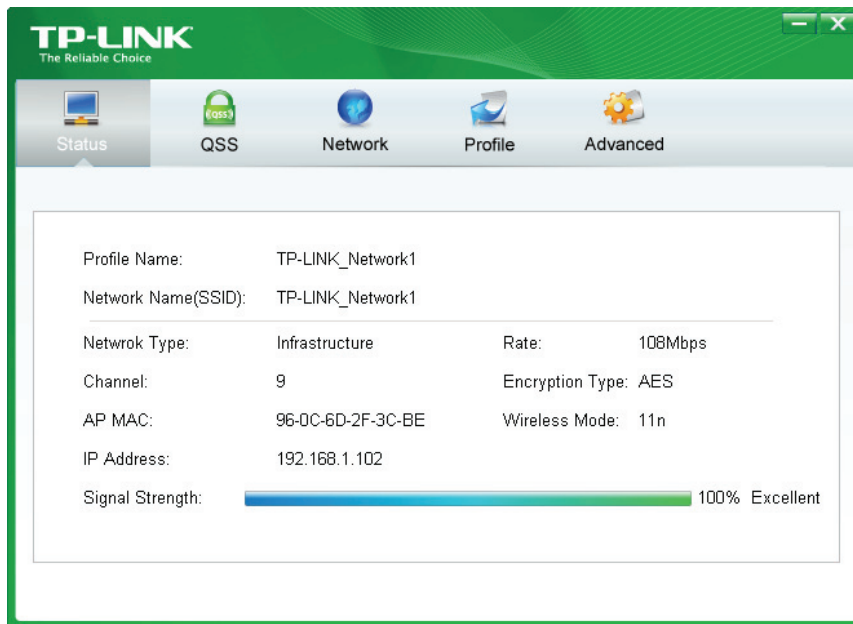 TP-LINK
The Reliable Choice
Status QSS Network Profile Advanced
Profile Name: TP-LINK_Network1
Network Name(SSID): TP-LINK_Network1
Netwrok Type: Infrastructure Rate: 108Mbps
Channel: 9 Encryption Type: AES
AP MAC: 96-0C-6D-2F-3C-BE Wireless Mode: 11n
IP Address: 192.168.1.102
Signal Strength: 100% Excellent